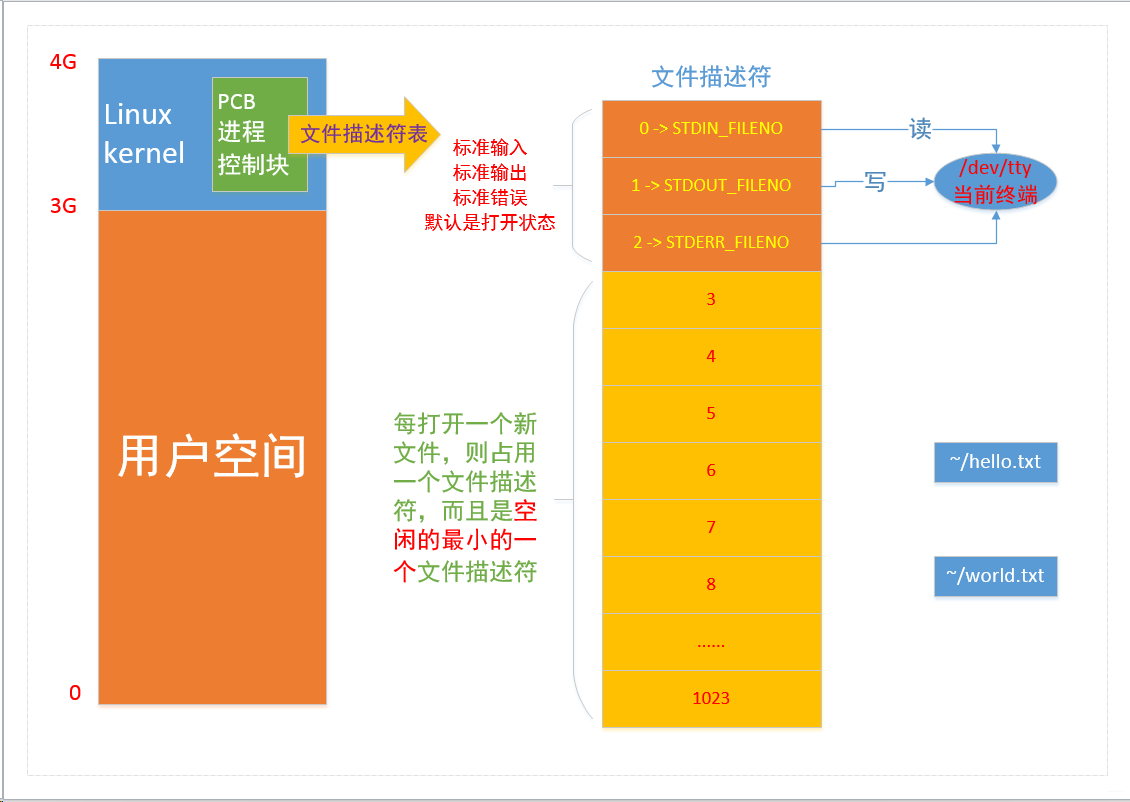 4G
Linux
kernel
PCB
进程
控制块
文件描述符表
3G
用户空间
0
标准输入
标准输出
标准错误
默认是打开状态
每打开一个新
文件，则占用
一个文件描述
符，而且是空
闲的最小的一
个文件描述符
文件描述符
0 -> STDIN_FILENO
1 -> STDOUT_FILENO
2 -> STDERR_FILENO
3
4
5
6
7
8
......
1023
读
写
/dev/tty
当前终端
~/hello.txt
~/world.txt